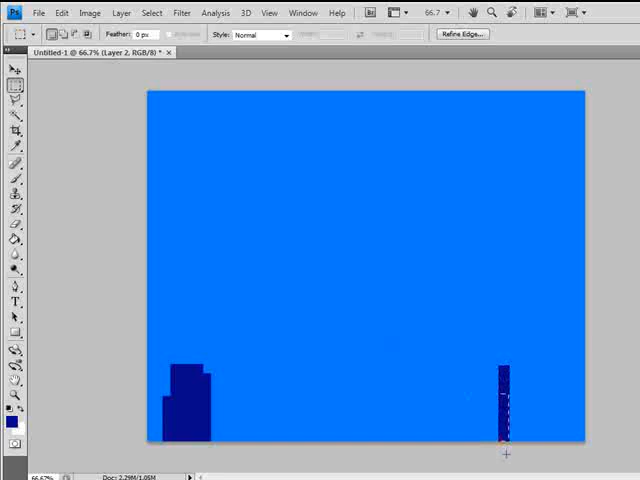 Ps File Edit Image Layer Select Filter Analysis 3D View Window Help Br 66.7
Feather: 0 px Style: Normal Refine Edge...
Untitled-1 @ 66.7% (Layer 2, RGB/8) * ×
T
66.67% Doc: 2.29M/1.05M